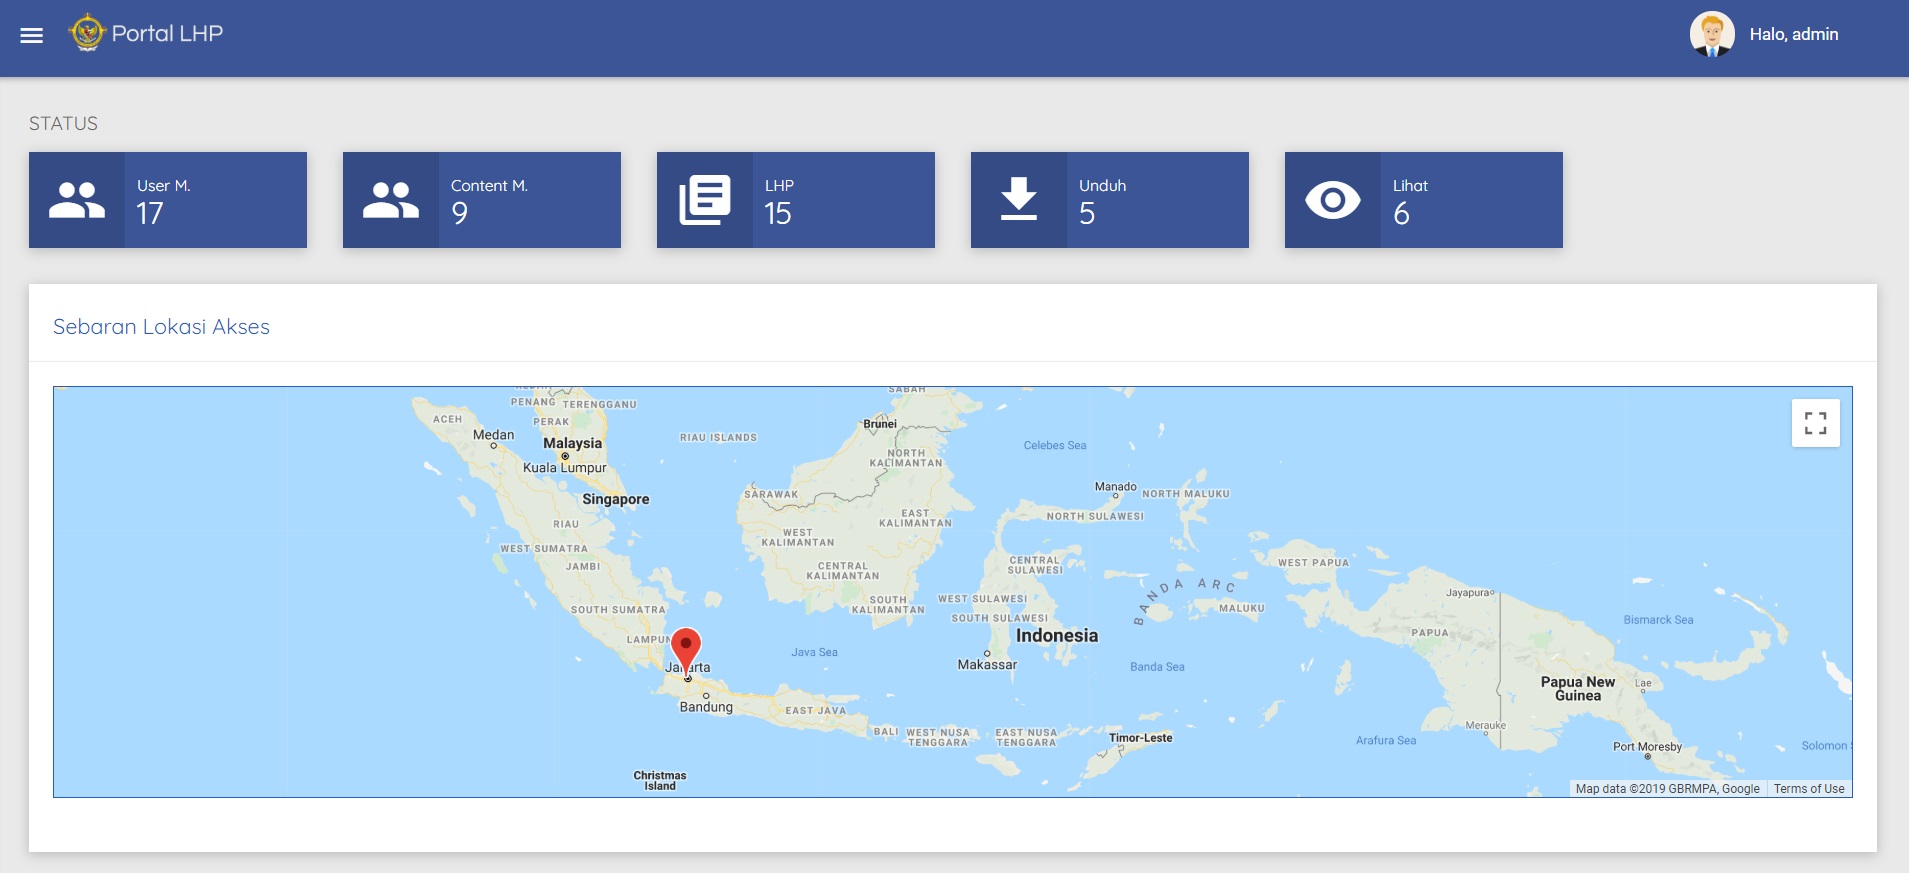 Portal LHP
Halo, admin
STATUS
User M.
17
Content M.
9
LHP
15
Unduh
5
Lihat
6
Sebaran Lokasi Akses
SABAH
PENANG
TERENGGANU
ACEH
PERAK
Brunei
Medan
Malaysia
RIAU ISLANDS
Celebes Sea
NORTH
KALIMANTAN
Kuala Lumpur
Singapore
SARAWAK
Manado
NORTH MALUKU
RIAU
EAST
KALIMANTAN
NORTH SULAWESI
WEST
KALIMANTAN
WEST SUMATRA
JAMBI
CENTRAL
SULAWESI
WEST PAPUA
CENTRAL
KALIMANTAN
BANDA ARC
SOUTH SUMATRA
SOUTH
KALIMANTAN
WEST SULAWESI
SOUTH SULAWESI
MALUKU
Jayapura
Bismarck Sea
LAMPUN
Indonesia
PAPUA
Java Sea
Makassar
Banda Sea
Jakarta
Papua New
Guinea
Lae
Bandung
EAST JAVA
BALI
WEST NUSA
TENGGARA
EAST NUSA
TENGGARA
Timor-Leste
Arafura Sea
Merauke
Port Moresby
Solomon
Christmas
Island
Map data ©2019 GBRMPA, Google
Terms of Use